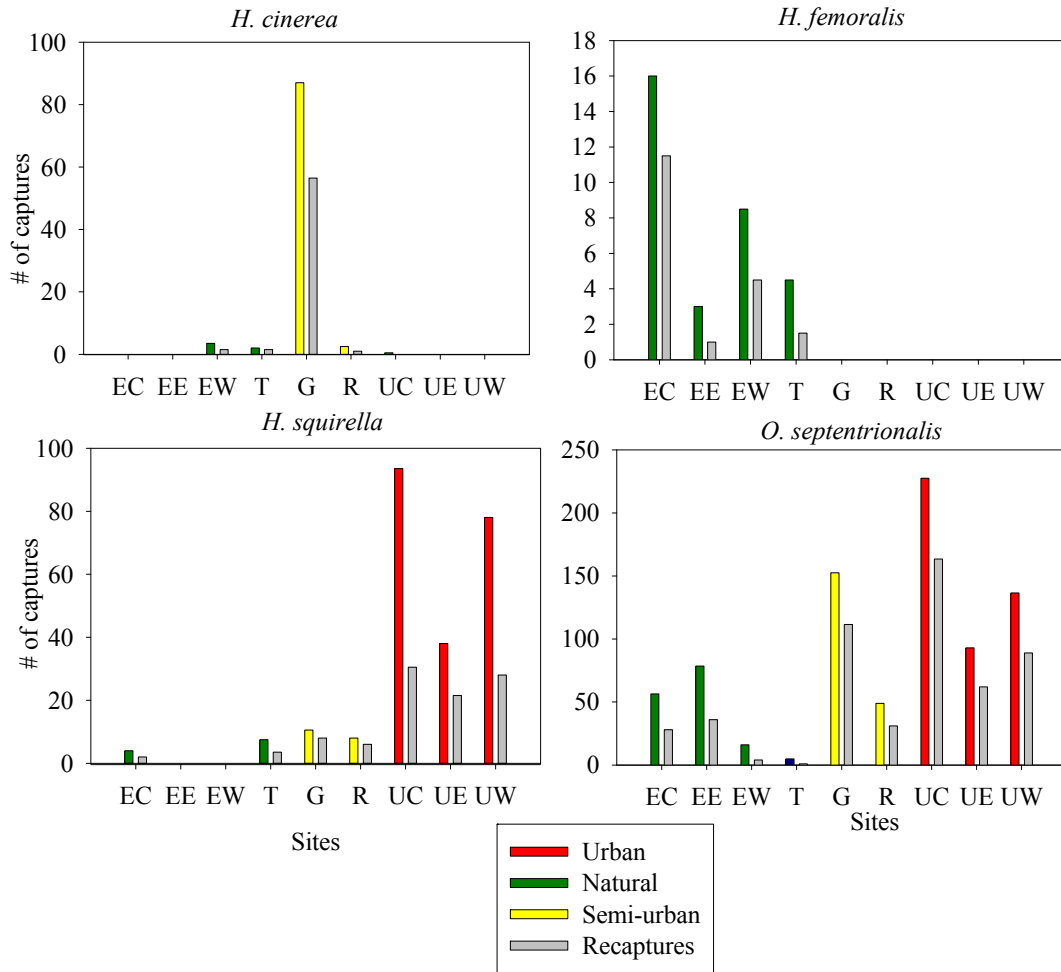 H. cinerea
H. femoralis
# of captures
100
80
60
40
20
0
EC EE EW T G R UC UE UW
18
16
14
12
10
8
6
4
2
0
EC EE EW T G R UC UE UW
H. squirella
O. septentrionalis
# of captures
100
80
60
40
20
0
EC EE EW T G R UC UE UW
Sites
250
200
150
100
50
0
EC EE EW T G R UC UE UW
Sites
Urban
Natural
Semi-urban
Recaptures